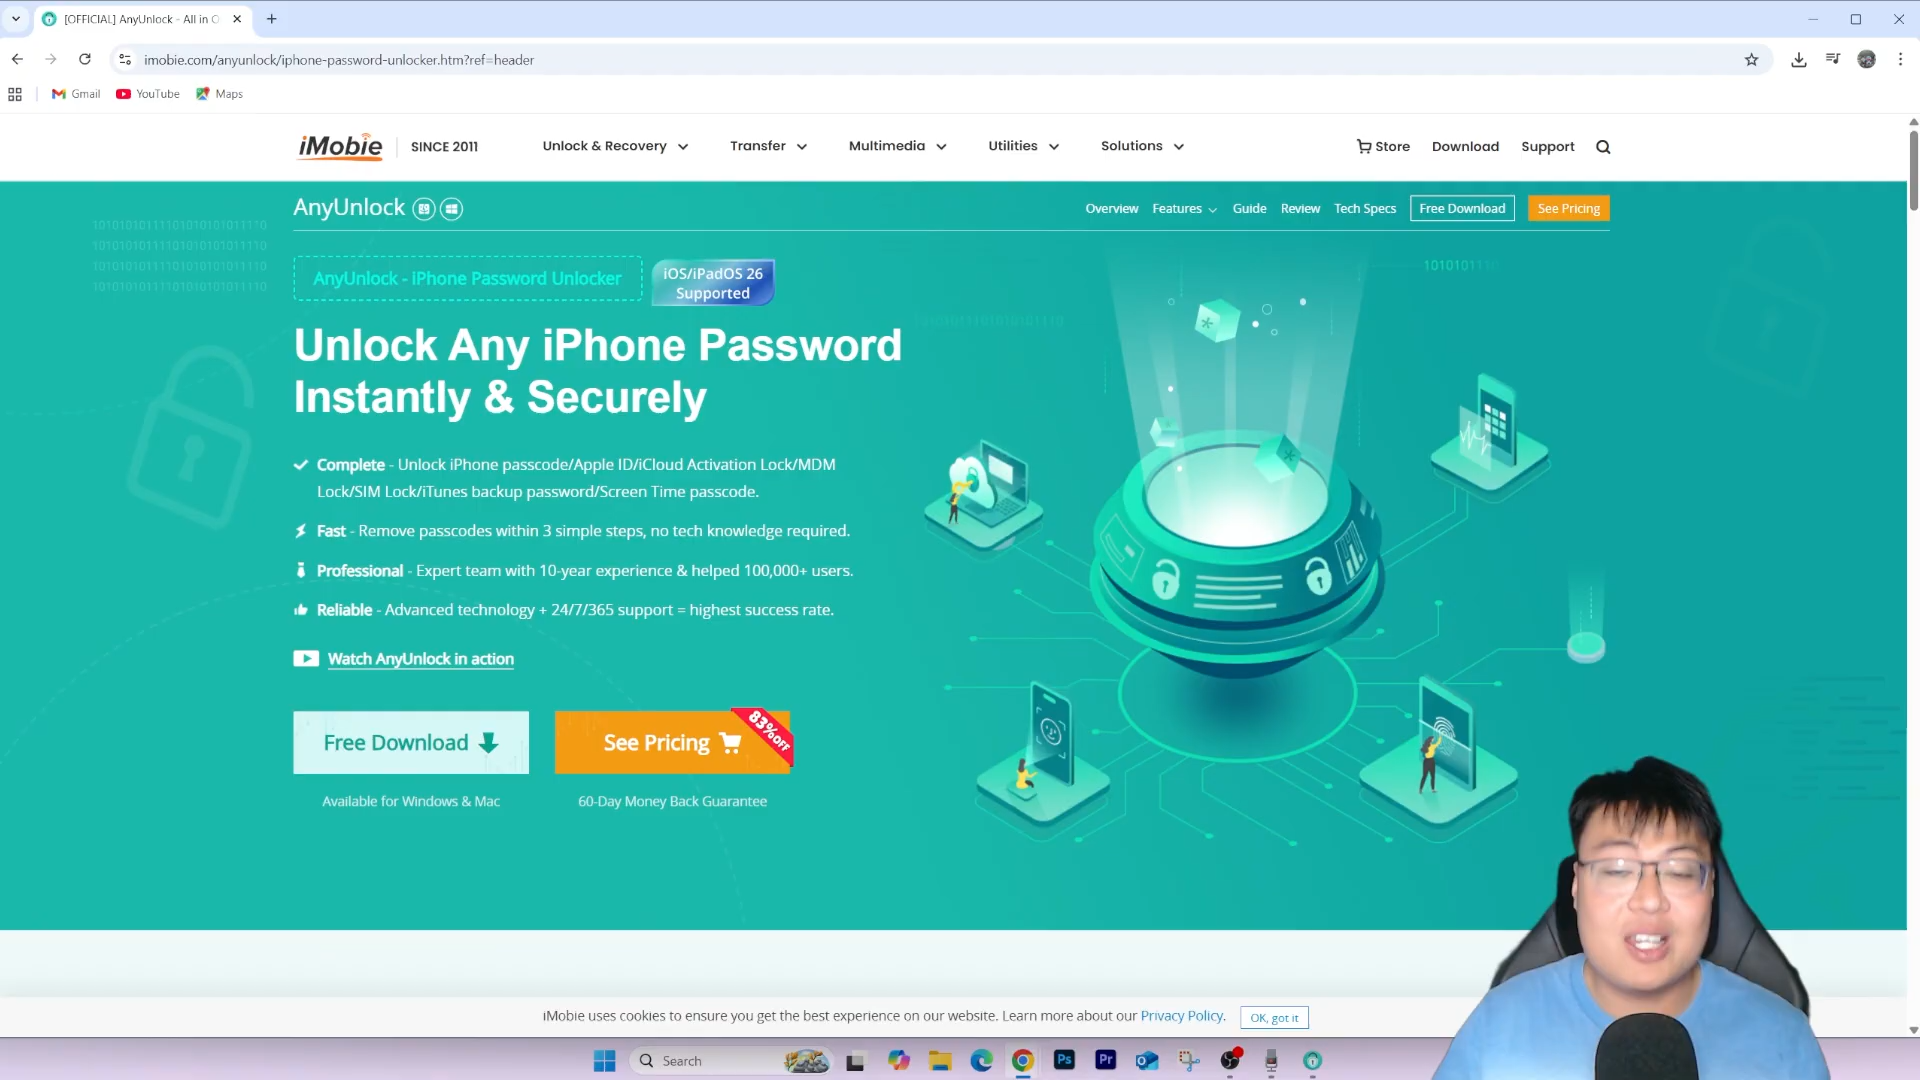 [OFFICIAL] AnyUnlock - All in O
imobie.com/anyunlock/iphone-password-unlocker.htm?ref=header
Gmail
YouTube
Maps
iMobie
SINCE 2011
Unlock & Recovery
Transfer
Multimedia
Utilities
Solutions
Store
Download
Support
AnyUnlock
Overview
Features
Guide
Review
Tech Specs
Free Download
See Pricing
AnyUnlock - iPhone Password Unlocker
iOS/iPadOS 26
Supported
Unlock Any iPhone Password
Instantly & Securely
Complete - Unlock iPhone passcode/Apple ID/iCloud Activation Lock/MDM
Lock/SIM Lock/iTunes backup password/Screen Time passcode.
Fast - Remove passcodes within 3 simple steps, no tech knowledge required.
Professional - Expert team with 10-year experience & helped 100,000+ users.
Reliable - Advanced technology + 24/7/365 support = highest success rate.
Watch AnyUnlock in action
Free Download
See Pricing
83%OFF
Available for Windows & Mac
60-Day Money Back Guarantee
iMobie uses cookies to ensure you get the best experience on our website. Learn more about our Privacy Policy.
OK, got it
Search
Ps
Pr